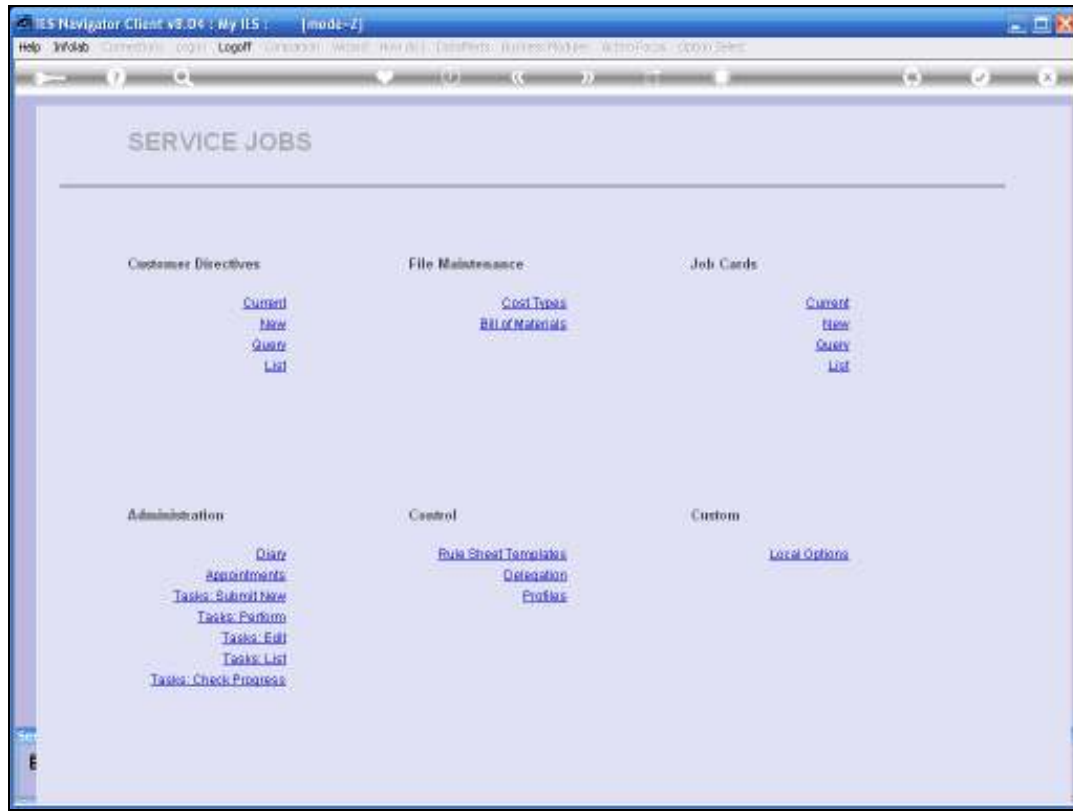 IES Navigator Client v8.04 : My IES : [mode-Z]
Help Infolab Logoff
SERVICE JOBS
Customer Directives File Maintenance Job Cards
Current Cost Types Current
New Bill of Materials New
Query Query
List List
Administration Control Custom
Diary Rule Sheet Templates Local Options
Appointments Delegation
Tasks: Submit New Profiles
Tasks: Perform
Tasks: Edit
Tasks: List
Tasks: Check Progress